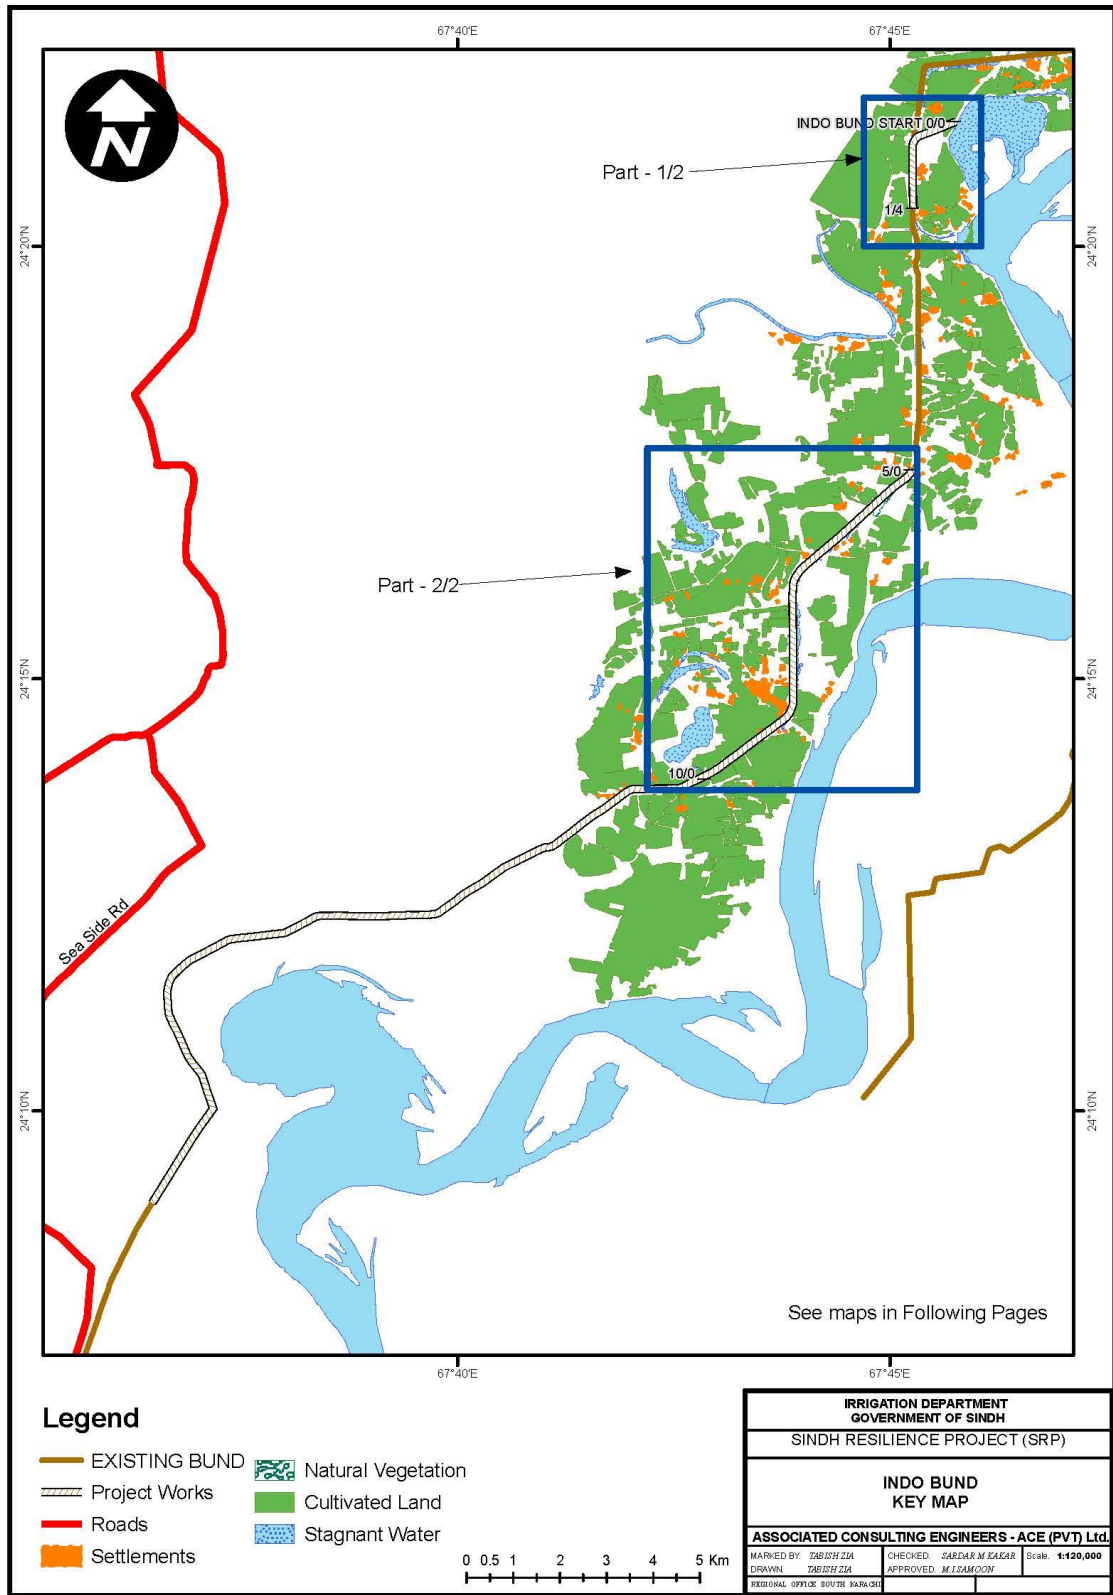 67°40'E
67°45'E
N
INDO BUND START 0/0
Part - 1/2
1/4
24°20'N
24°20'N
5/0
Part - 2/2
24°15'N
24°15'N
10/0
Sea Side Rd
24°10'N
24°10'N
See maps in Following Pages
67°40'E
67°45'E
Legend
EXISTING BUND
Project Works
Roads
Settlements
Natural Vegetation
Cultivated Land
Stagnant Water
0 0.5 1 2 3 4 5 Km
IRRIGATION DEPARTMENT
GOVERNMENT OF SINDH
SINDH RESILIENCE PROJECT (SRP)
INDO BUND
KEY MAP
ASSOCIATED CONSULTING ENGINEERS - ACE (PVT) Ltd.
MARKED BY. TABISH ZIA CHECKED. SARDAR M KAKAR Scale. 1:120,000
DRAWN. TABISH ZIA APPROVED. M.I SAMOON
REGIONAL OFFICE SOUTH KARACHI